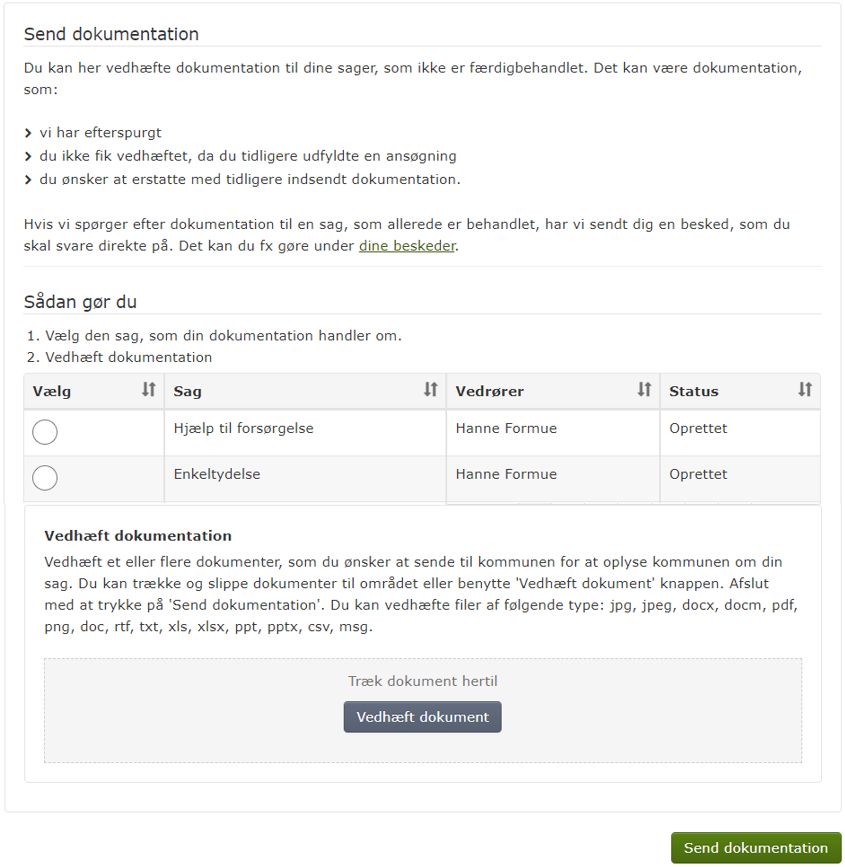 Send dokumentation
Du kan her vedhæfte dokumentation til dine sager, som ikke er færdigbehandlet. Det kan være dokumentation,
som:
vi har efterspurgt
du ikke fik vedhæftet, da du tidligere udfyldte en ansøgning
du ønsker at erstatte med tidligere indsendt dokumentation.
Hvis vi spørger efter dokumentation til en sag, som allerede er behandlet, har vi sendt dig en besked, som du
skal svare direkte på. Det kan du fx gøre under dine beskeder.
Sådan gør du
1. Vælg den sag, som din dokumentation handler om.
2. Vedhæft dokumentation
Vælg Sag Vedrører Status
Hjælp til forsørgelse Hanne Formue Oprettet
Enkeltydelse Hanne Formue Oprettet
Vedhæft dokumentation
Vedhæft et eller flere dokumenter, som du ønsker at sende til kommunen for at oplyse kommunen om din
sag. Du kan trække og slippe dokumenter til området eller benytte 'Vedhæft dokument' knappen. Afslut
med at trykke på 'Send dokumentation'. Du kan vedhæfte filer af følgende type: jpg, jpeg, docx, docm, pdf,
png, doc, rtf, txt, xls, xlsx, ppt, pptx, csv, msg.
Træk dokument hertil
Vedhæft dokument
Send dokumentation